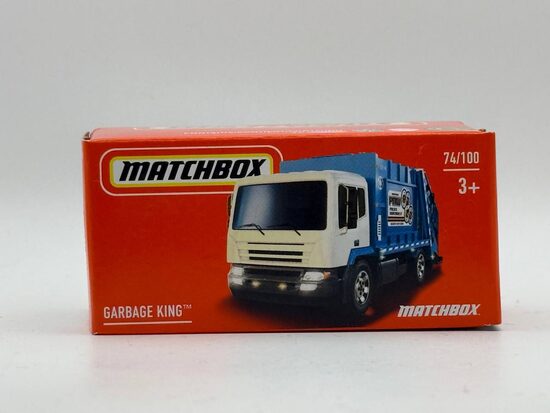 MATCHBOX
74/100
3+
GARBAGE KING™
MATCHBOX